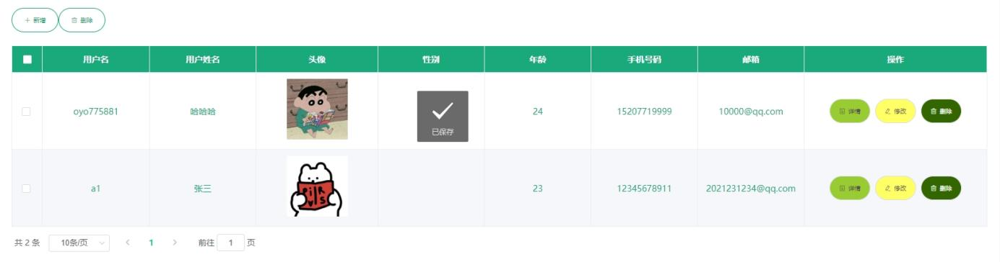 + 新增 删除
用户名 用户姓名 头像 性别 年龄 手机号码 邮箱 操作
oyo775881 哈哈哈 24 15207719999 10000@qq.com 详情 修改 删除
已保存
a1 张三 23 12345678911 2021231234@qq.com 详情 修改 删除
共 2 条 10条/页 1 前往 1 页